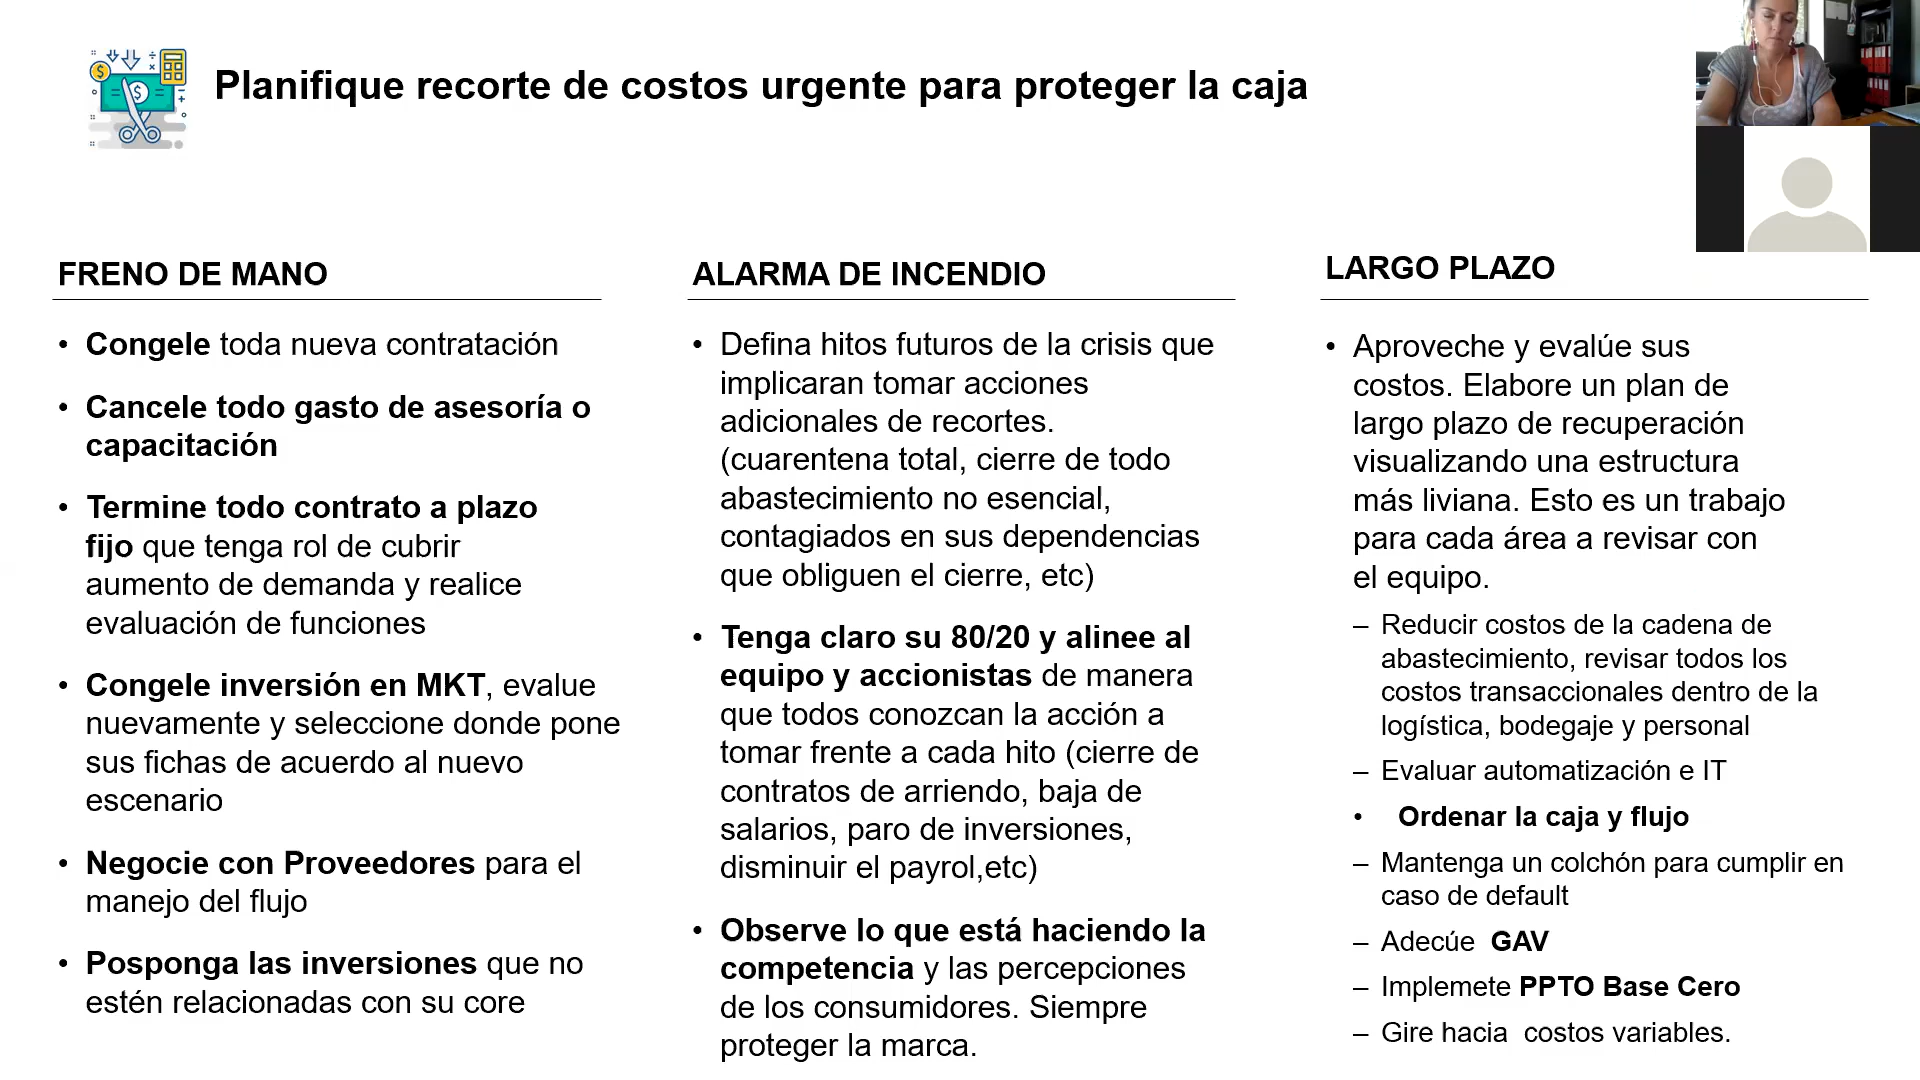 Planifique recorte de costos urgente para proteger la caja
FRENO DE MANO
• Congele toda nueva contratación
• Cancele todo gasto de asesoría o
capacitación
• Termine todo contrato a plazo
fijo que tenga rol de cubrir
aumento de demanda y realice
evaluación de funciones
• Congele inversión en MKT, evalue
nuevamente y seleccione donde pone
sus fichas de acuerdo al nuevo
escenario
• Negocie con Proveedores para el
manejo del flujo
• Posponga las inversiones que no
estén relacionadas con su core
ALARMA DE INCENDIO
• Defina hitos futuros de la crisis que
implicaran tomar acciones
adicionales de recortes.
(cuarentena total, cierre de todo
abastecimiento no esencial,
contagiados en sus dependencias
que obliguen el cierre, etc)
• Tenga claro su 80/20 y alinee al
equipo y accionistas de manera
que todos conozcan la acción a
tomar frente a cada hito (cierre de
contratos de arriendo, baja de
salarios, paro de inversiones,
disminuir el payrol,etc)
• Observe lo que está haciendo la
competencia y las percepciones
de los consumidores. Siempre
proteger la marca.
LARGO PLAZO
• Aproveche y evalúe sus
costos. Elabore un plan de
largo plazo de recuperación
visualizando una estructura
más liviana. Esto es un trabajo
para cada área a revisar con
el equipo.
– Reducir costos de la cadena de
abastecimiento, revisar todos los
costos transaccionales dentro de la
logística, bodegaje y personal
– Evaluar automatización e IT
• Ordenar la caja y flujo
– Mantenga un colchón para cumplir en
caso de default
– Adecúe GAV
– Implemete PPTO Base Cero
– Gire hacia costos variables.